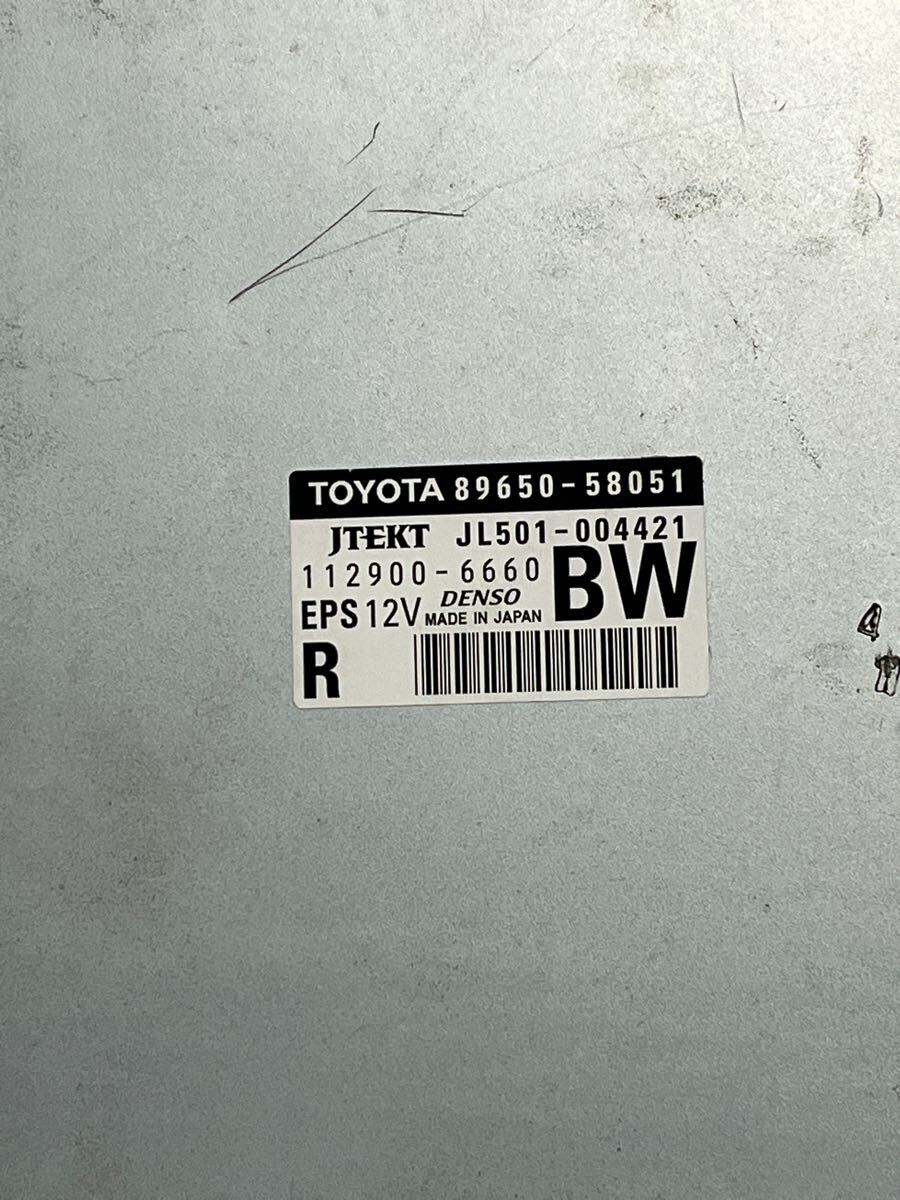 TOYOTA 89650-58051
JTEKT JL501-004421
112900-6660 BW
EPS 12V DENSO MADE IN JAPAN
R